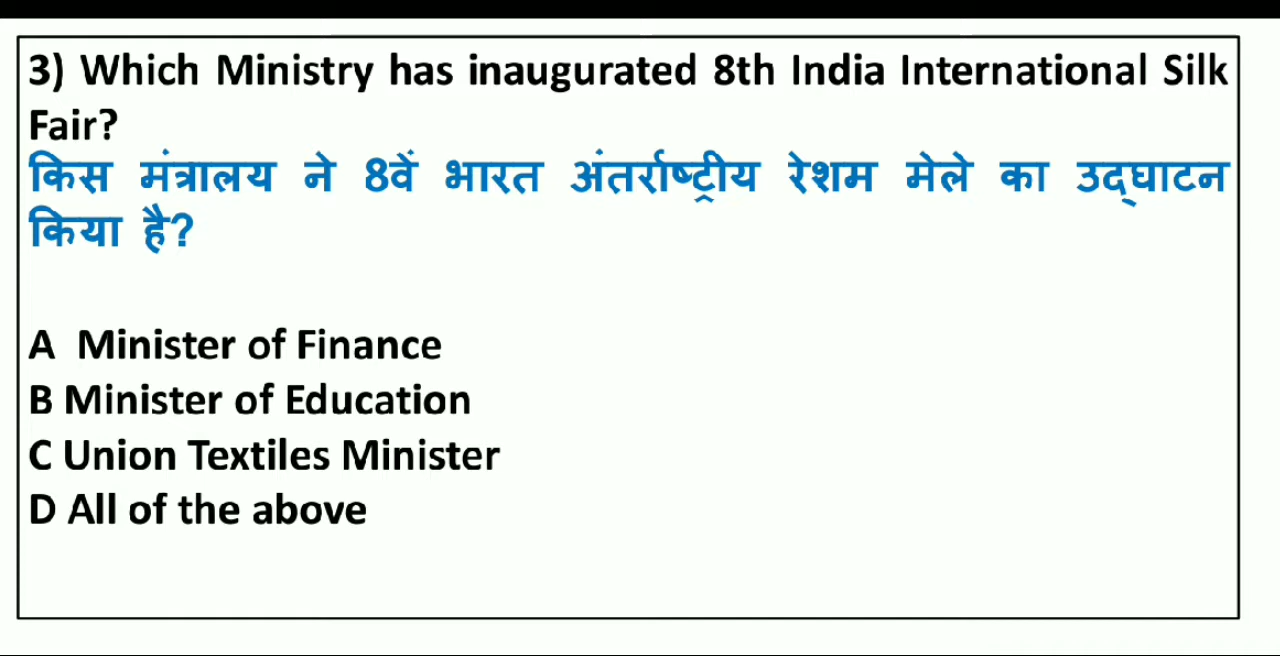 3) Which Ministry has inaugurated 8th India International Silk
Fair?
किस मंत्रालय ने 8वें भारत अंतर्राष्ट्रीय रेशम मेले का उद्घाटन
किया है?
A Minister of Finance
B Minister of Education
C Union Textiles Minister
D All of the above